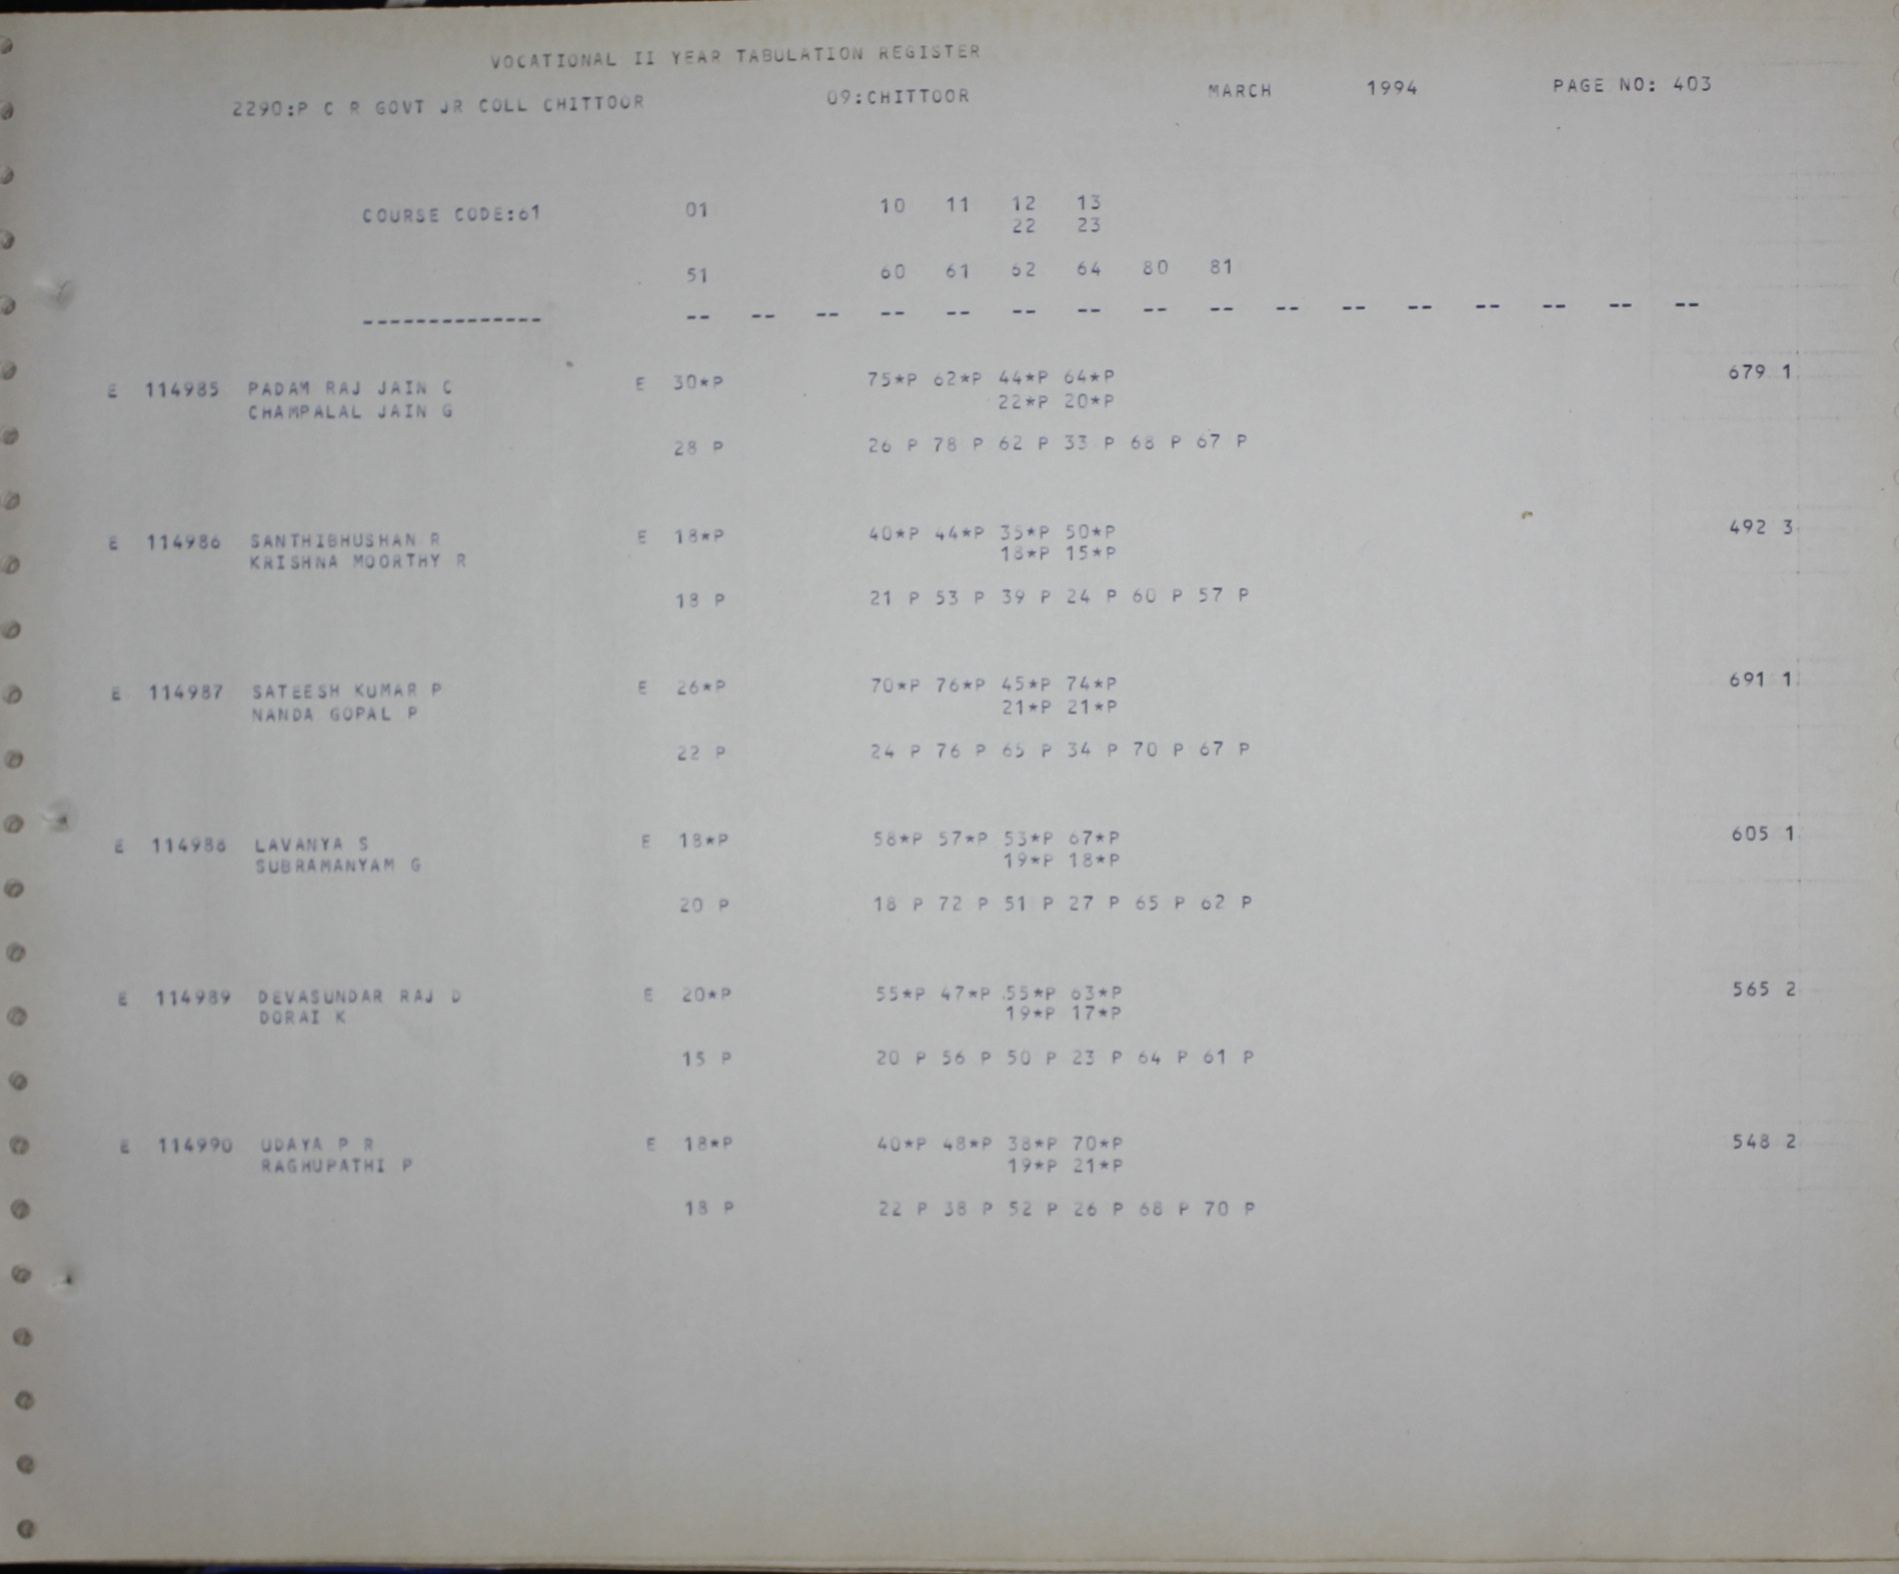 VOCATIONAL II YEAR TABULATION REGISTER
2290:P C R GOVT JR COLL CHITTOOR 09:CHITTOOR MARCH 1994 PAGE NO: 403
COURSE CODE:61 01 10 11 12 13
22 23
51 60 61 62 64 80 81
-------------- -- -- -- -- -- -- -- -- -- -- -- -- -- -- -- --
E 114985 PADAM RAJ JAIN C E 30*P 75*P 62*P 44*P 64*P 679 1
CHAMPALAL JAIN G 22*P 20*P
28 P 26 P 78 P 62 P 33 P 68 P 67 P
E 114986 SANTHIBHUSHAN R E 18*P 40*P 44*P 35*P 50*P 492 3
KRISHNA MOORTHY R 18*P 15*P
18 P 21 P 53 P 39 P 24 P 60 P 57 P
E 114987 SATEESH KUMAR P E 26*P 70*P 76*P 45*P 74*P 691 1
NANDA GOPAL P 21*P 21*P
22 P 24 P 76 P 65 P 34 P 70 P 67 P
E 114988 LAVANYA S E 18*P 58*P 57*P 53*P 67*P 605 1
SUBRAMANYAM G 19*P 18*P
20 P 18 P 72 P 51 P 27 P 65 P 62 P
E 114989 DEVASUNDAR RAJ D E 20*P 55*P 47*P 55*P 63*P 565 2
DORAI K 19*P 17*P
15 P 20 P 56 P 50 P 23 P 64 P 61 P
E 114990 UDAYA P R E 18*P 40*P 48*P 38*P 70*P 548 2
RAGHUPATHI P 19*P 21*P
18 P 22 P 38 P 52 P 26 P 68 P 70 P